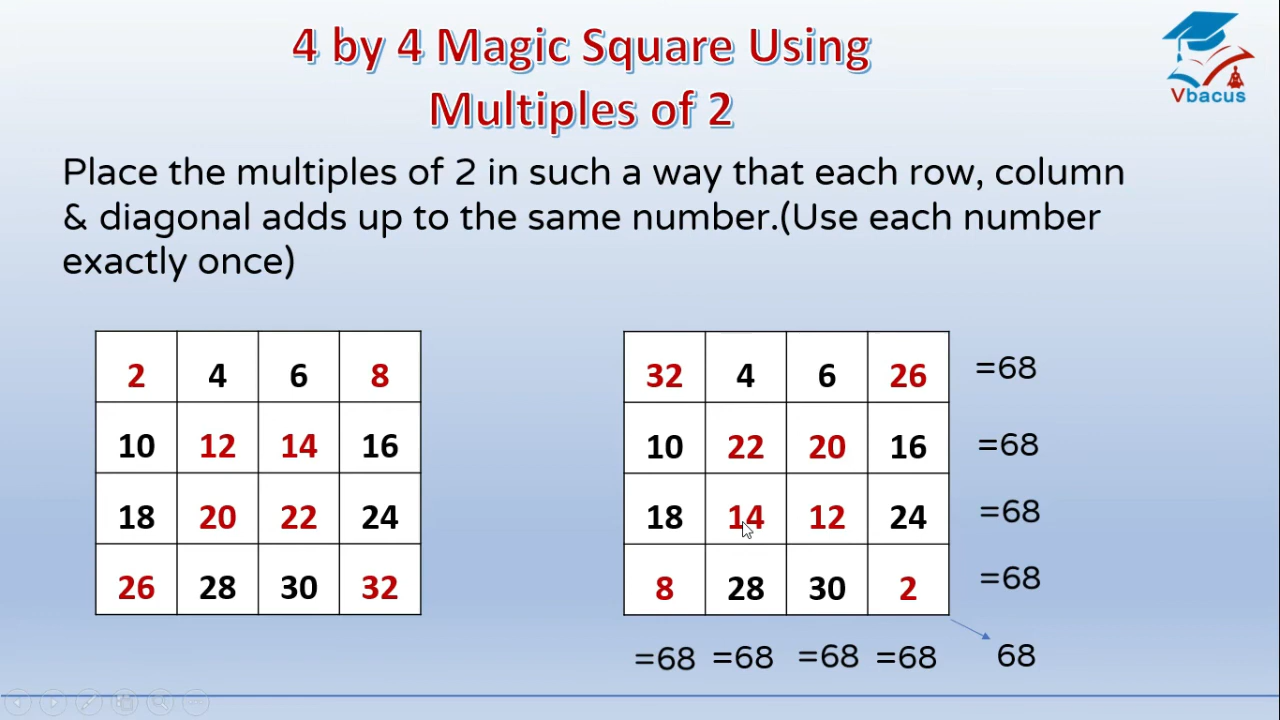 4 by 4 Magic Square Using
Multiples of 2
Vbacus
Place the multiples of 2 in such a way that each row, column
& diagonal adds up to the same number.(Use each number
exactly once)
2 4 6 8
10 12 14 16
18 20 22 24
26 28 30 32
32 4 6 26 =68
10 22 20 16 =68
18 14 12 24 =68
8 28 30 2 =68
=68 =68 =68 =68 68